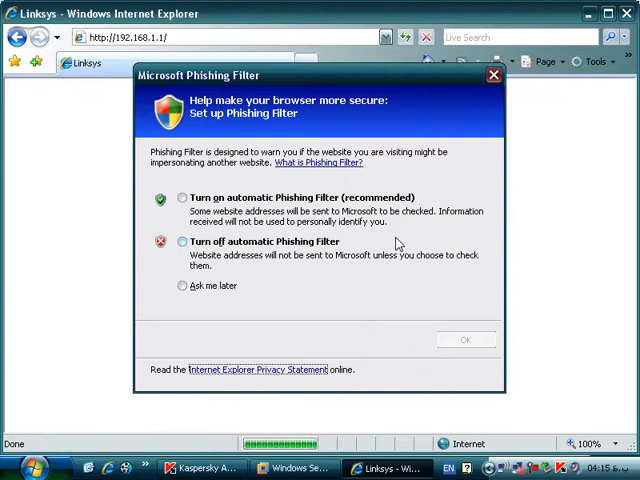 Linksys - Windows Internet Explorer
http://192.168.1.1/
Live Search
Linksys
Page
Tools
Microsoft Phishing Filter
Help make your browser more secure:
Set up Phishing Filter
Phishing Filter is designed to warn you if the website you are visiting might be
impersonating another website. What is Phishing Filter?
Turn on automatic Phishing Filter (recommended)
Some website addresses will be sent to Microsoft to be checked. Information
received will not be used to personally identify you.
Turn off automatic Phishing Filter
Website addresses will not be sent to Microsoft unless you choose to check
them.
Ask me later
OK
Read the Internet Explorer Privacy Statement online.
Done
Internet
100%
Kaspersky A...
Windows Se...
Linksys - Wi...
EN
04:15